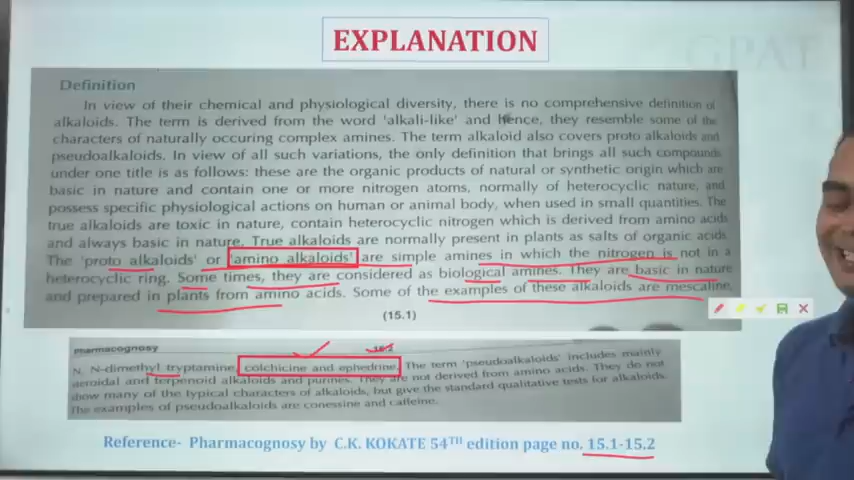 EXPLANATION
GPAT
Definition
In view of their chemical and physiological diversity, there is no comprehensive definition of
alkaloids. The term is derived from the word 'alkali-like' and hence, they resemble some of the
characters of naturally occuring complex amines. The term alkaloid also covers proto alkaloids and
pseudoalkaloids. In view of all such variations, the only definition that brings all such compounds
under one title is as follows: these are the organic products of natural or synthetic origin which are
basic in nature and contain one or more nitrogen atoms, normally of heterocyclic nature, and
possess specific physiological actions on human or animal body, when used in small quantities. The
true alkaloids are toxic in nature, contain heterocyclic nitrogen which is derived from amino acids
and always basic in nature. True alkaloids are normally present in plants as salts of organic acids.
The 'proto alkaloids' or 'amino alkaloids' are simple amines in which the nitrogen is not in a
heterocyclic ring. Some times, they are considered as biological amines. They are basic in nature
and prepared in plants from amino acids. Some of the examples of these alkaloids are mescaline,
(15.1)
Pharmacognosy 15.2
N, N-dimethyl tryptamine, colchicine and ephedrine. The term 'pseudoalkaloids' includes mainly
steroidal and terpenoid alkaloids and purines. They are not derived from amino acids. They do not
show many of the typical characters of alkaloids, but give the standard qualitative tests for alkaloids.
The examples of pseudoalkaloids are conessine and caffeine.
Reference- Pharmacognosy by C.K. KOKATE 54TH edition page no. 15.1-15.2